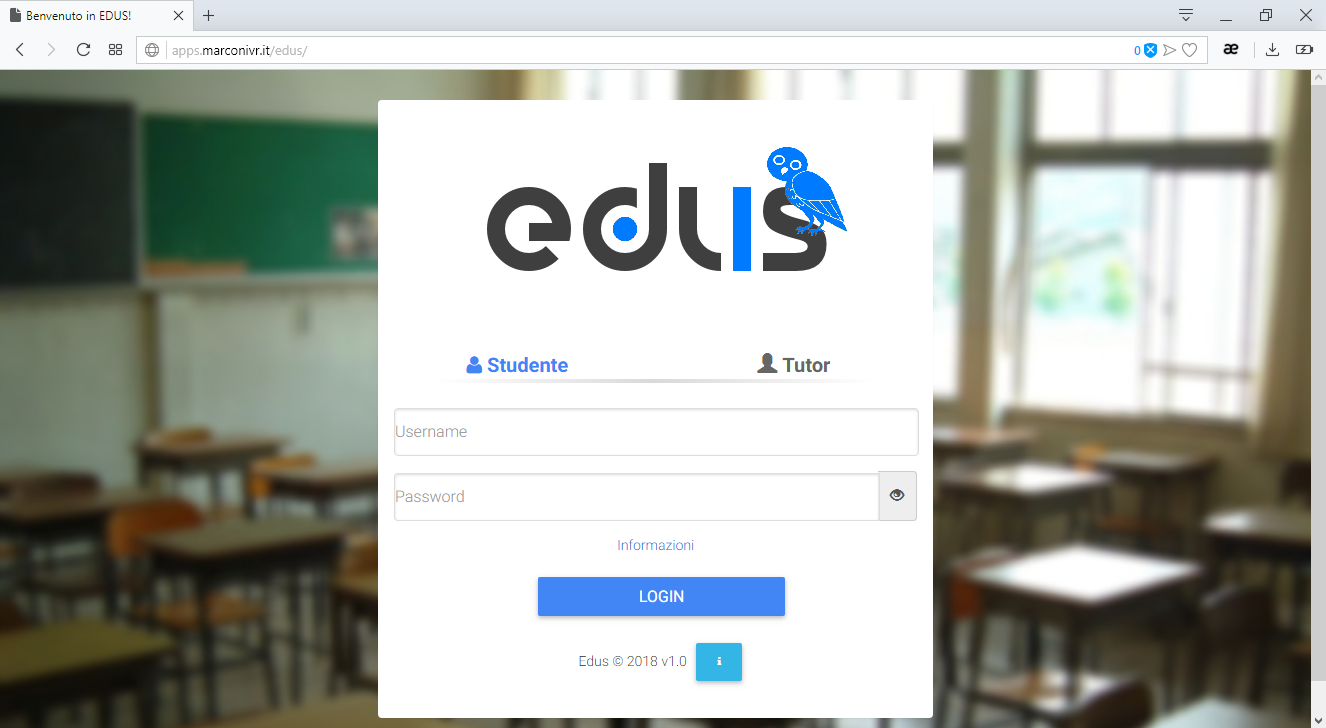 Benvenuto in EDUS!
apps.marconivr.it/edus/
0
æ
edus
Studente
Tutor
Username
Password
Informazioni
LOGIN
Edus © 2018 v1.0
i